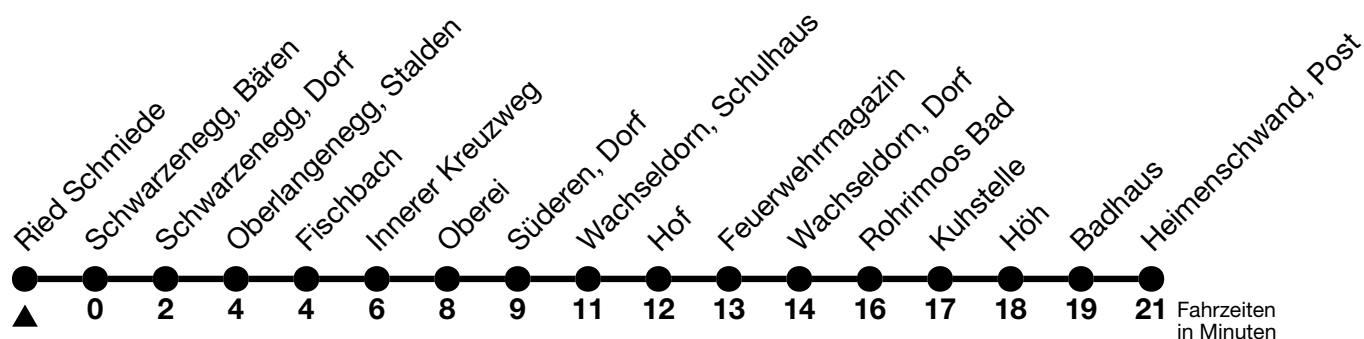 Ried Schmiede
Schwarzenegg, Bären
Schwarzenegg, Dorf
Oberlangenegg, Stalden
Fischbach
Innerer Kreuzweg
Oberei
Süderen, Dorf
Wachseldorn, Schulhaus
Hof
Feuerwehrmagazin
Wachseldorn, Dorf
Rohrimoos Bad
Kuhstelle
Höh
Badhaus
Heimenschwand, Post
0 2 4 4 6 8 9 11 12 13 14 16 17 18 19 21
Fahrzeiten
in Minuten